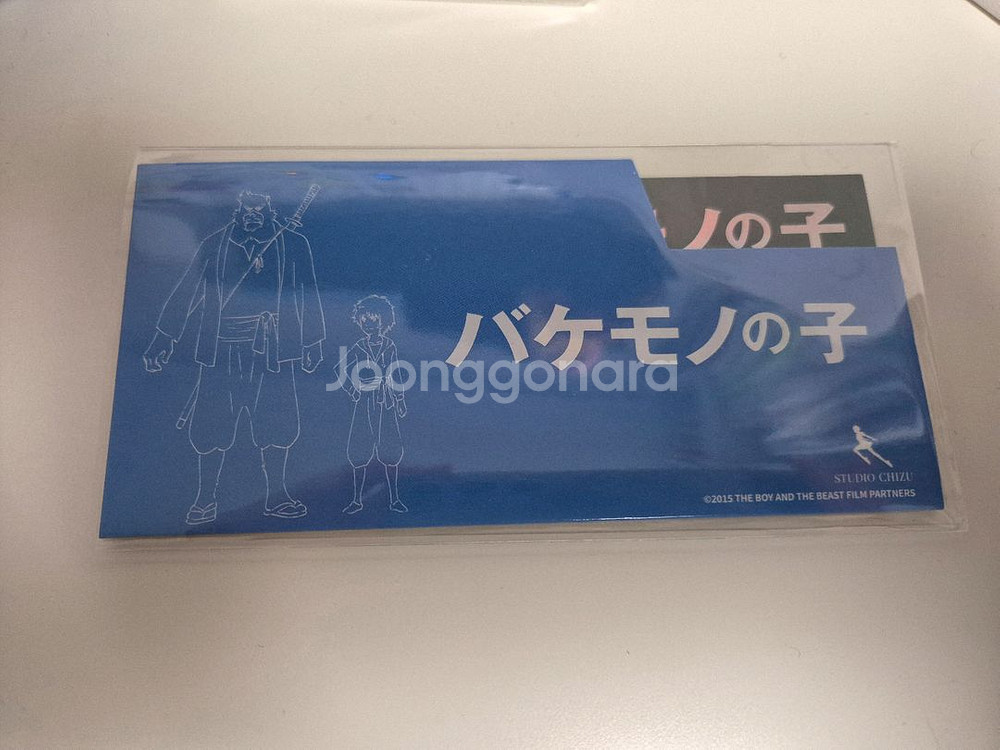 モノの子
バケモノの子
Joonggonara
STUDIO CHIZU
©2015 THE BOY AND THE BEAST FILM PARTNERS